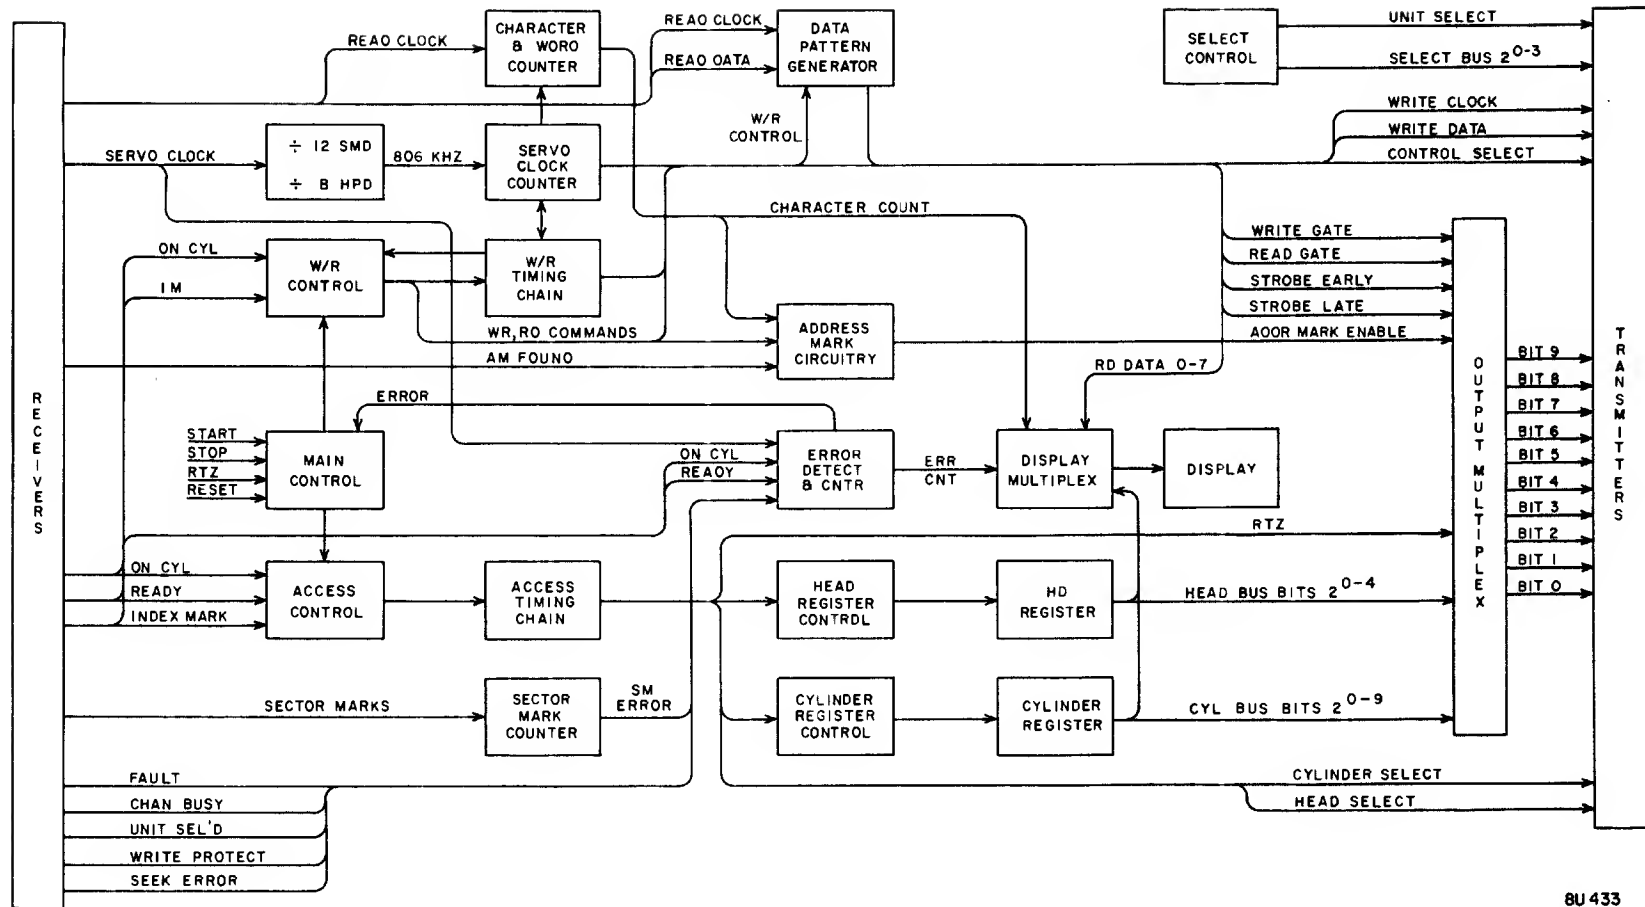 RECEIVERS
READ CLOCK
CHARACTER
& WORD
COUNTER
READ CLOCK
READ DATA
DATA
PATTERN
GENERATOR
SELECT
CONTROL
UNIT SELECT
SELECT BUS 2 0-3
WRITE CLOCK
WRITE DATA
CONTROL SELECT
W/R
CONTROL
SERVO CLOCK
÷ 12 SMD
÷ 8 HPD
806 KHZ
SERVO
CLOCK
COUNTER
CHARACTER COUNT
ON CYL
IM
W/R
CONTROL
W/R
TIMING
CHAIN
WRITE GATE
READ GATE
STROBE EARLY
STROBE LATE
ADDR MARK ENABLE
WR, RD COMMANDS
AM FOUND
ADDRESS
MARK
CIRCUITRY
RD DATA 0-7
ERROR
START
STOP
RTZ
RESET
MAIN
CONTROL
ON CYL
READY
ERROR
DETECT
& CNTR
ERR
CNT
DISPLAY
MULTIPLEX
DISPLAY
OUTPUT MULTIPLEX
BIT 9
BIT 8
BIT 7
BIT 6
BIT 5
BIT 4
BIT 3
BIT 2
BIT 1
BIT 0
TRANSMITTERS
RTZ
ON CYL
READY
INDEX MARK
ACCESS
CONTROL
ACCESS
TIMING
CHAIN
HEAD
REGISTER
CONTROL
HD
REGISTER
HEAD BUS BITS 2 0-4
SECTOR MARKS
SECTOR
MARK
COUNTER
SM
ERROR
CYLINDER
REGISTER
CONTROL
CYLINDER
REGISTER
CYL BUS BITS 2 0-9
FAULT
CHAN BUSY
UNIT SEL'D
WRITE PROTECT
SEEK ERROR
CYLINDER SELECT
HEAD SELECT
8U433